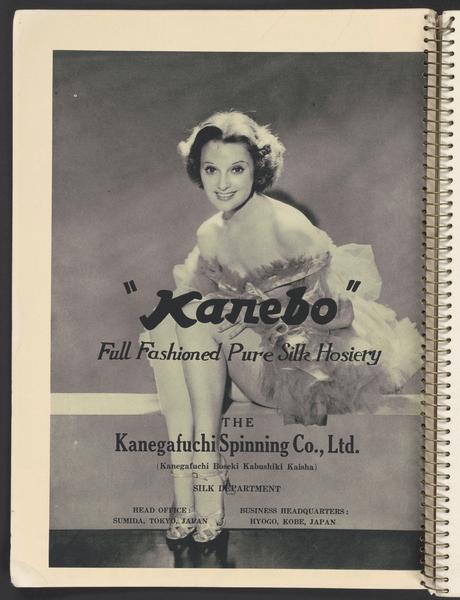 "Kanebo"
Full Fashioned Pure Silk Hosiery
THE
Kanegafuchi Spinning Co., Ltd.
(Kanegafuchi Boseki Kabushiki Kaisha)
SILK DEPARTMENT
HEAD OFFICE: BUSINESS HEADQUARTERS:
SUMIDA, TOKYO, JAPAN HYOGO, KOBE, JAPAN